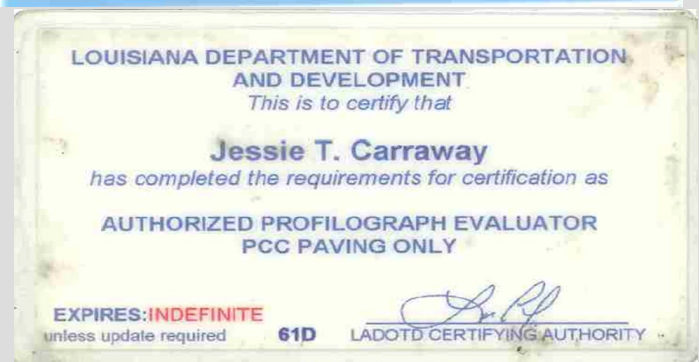 LOUISIANA DEPARTMENT OF TRANSPORTATION
AND DEVELOPMENT
This is to certify that
Jessie T. Carraway
has completed the requirements for certification as
AUTHORIZED PROFILOGRAPH EVALUATOR
PCC PAVING ONLY
EXPIRES:INDEFINITE
unless update required 61D LADOTD CERTIFYING AUTHORITY